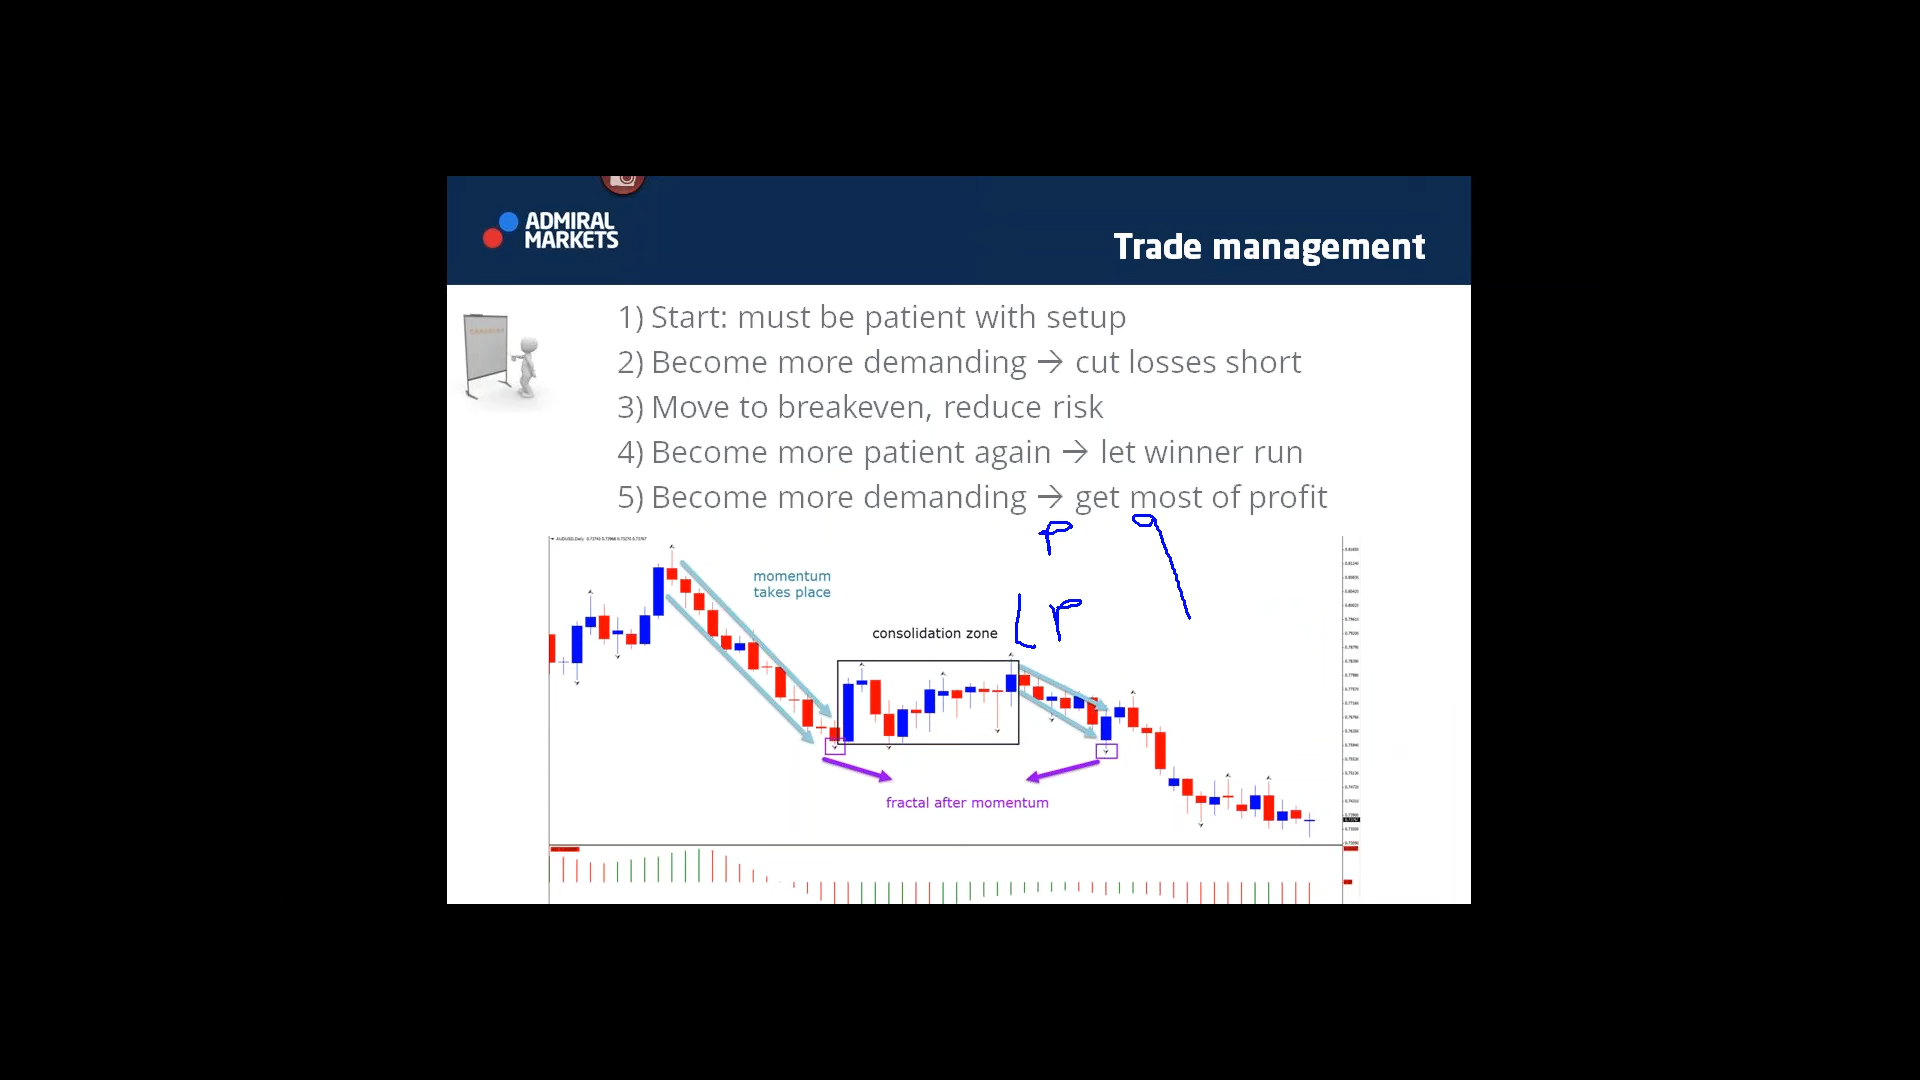 ADMIRAL
MARKETS
Trade management
1) Start: must be patient with setup
2) Become more demanding → cut losses short
3) Move to breakeven, reduce risk
4) Become more patient again → let winner run
5) Become more demanding → get most of profit
momentum
takes place
consolidation zone
fractal after momentum